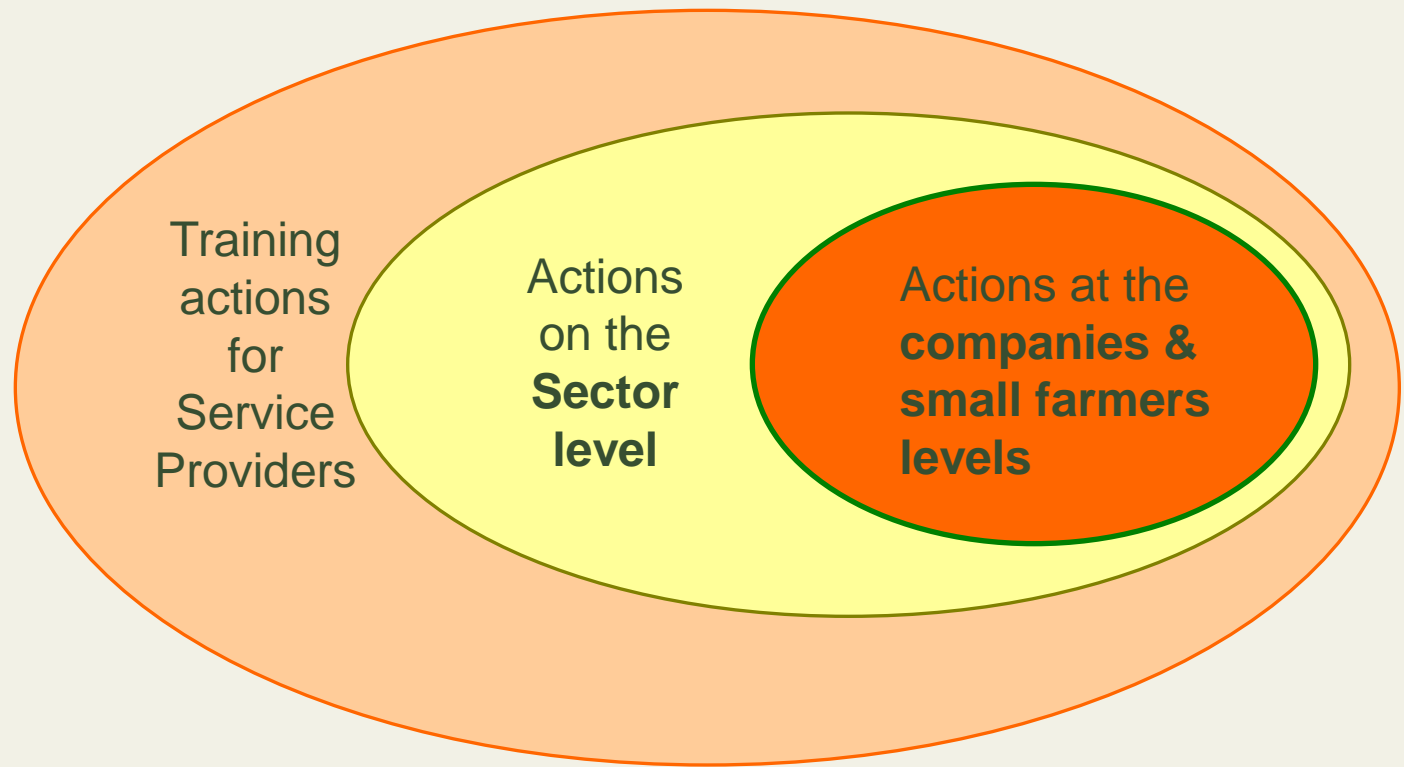 Training
actions
for
Service
Providers
Actions
on the
Sector
level
Actions at the
companies &
small farmers
levels